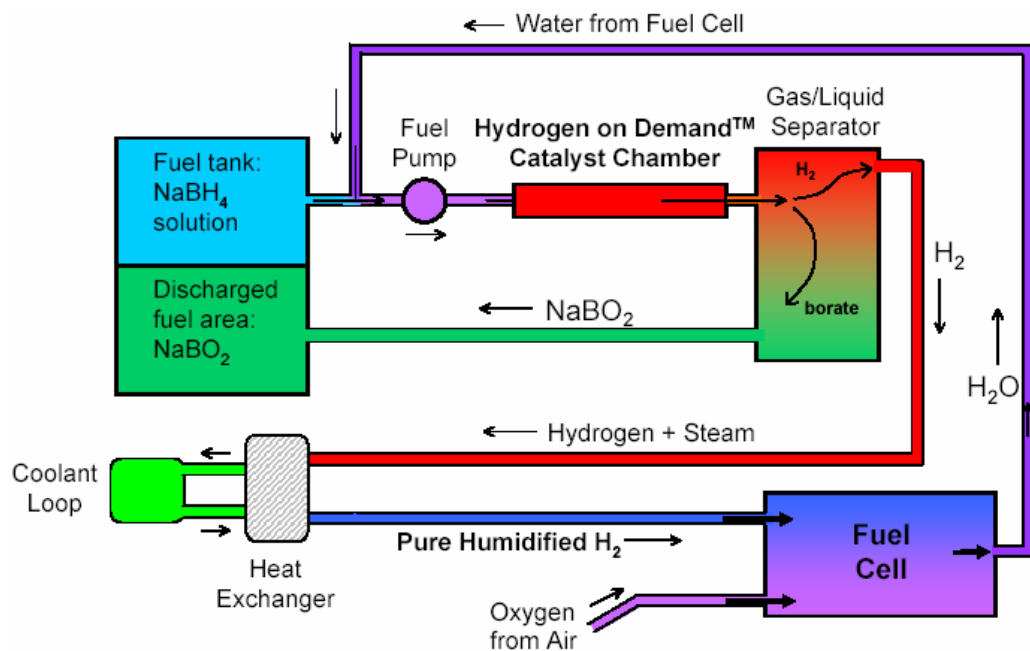 Water from Fuel Cell
Fuel tank:
NaBH₄
solution
Fuel
Pump
Hydrogen on Demand™
Catalyst Chamber
Gas/Liquid
Separator
H₂
borate
Discharged
fuel area:
NaBO₂
NaBO₂
H₂
H₂O
Hydrogen + Steam
Coolant
Loop
Heat
Exchanger
Pure Humidified H₂
Fuel
Cell
Oxygen
from Air